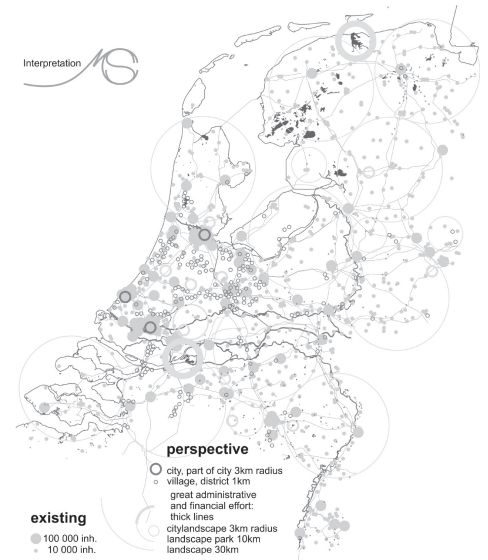 Interpretation
perspective
city, part of city 3km radius
village, district 1km
great administrative
and financial effort:
thick lines
citylandscape 3km radius
landscape park 10km
landscape 30km
existing
100 000 inh.
10 000 inh.